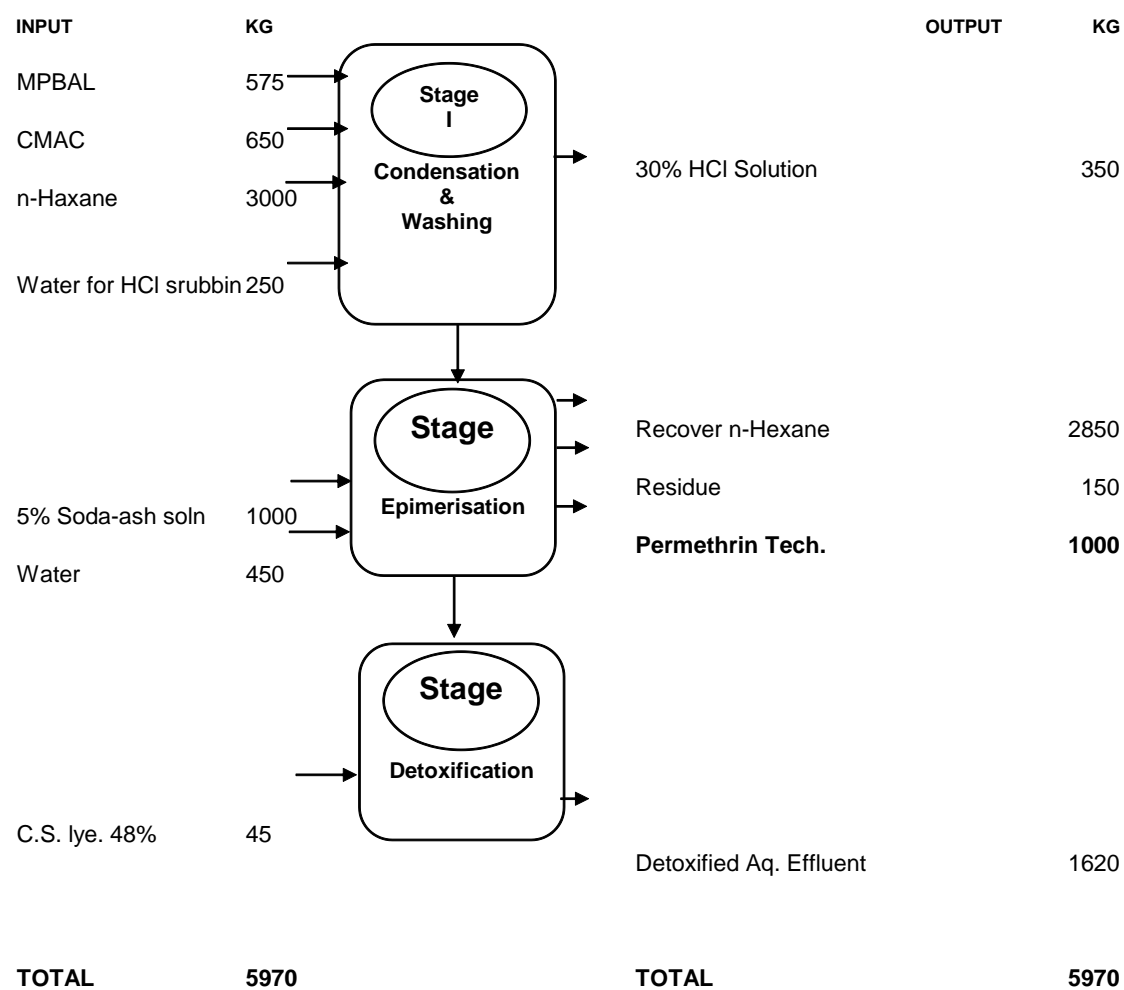 INPUT KG OUTPUT KG
MPBAL 575
Stage
I
CMAC 650
Condensation
&
Washing
30% HCl Solution 350
n-Haxane 3000
Water for HCl srubbin 250
Stage
Recover n-Hexane 2850
Epimerisation
Residue 150
5% Soda-ash soln 1000
Permethrin Tech. 1000
Water 450
Stage
Detoxification
C.S. lye. 48% 45
Detoxified Aq. Effluent 1620
TOTAL 5970 TOTAL 5970